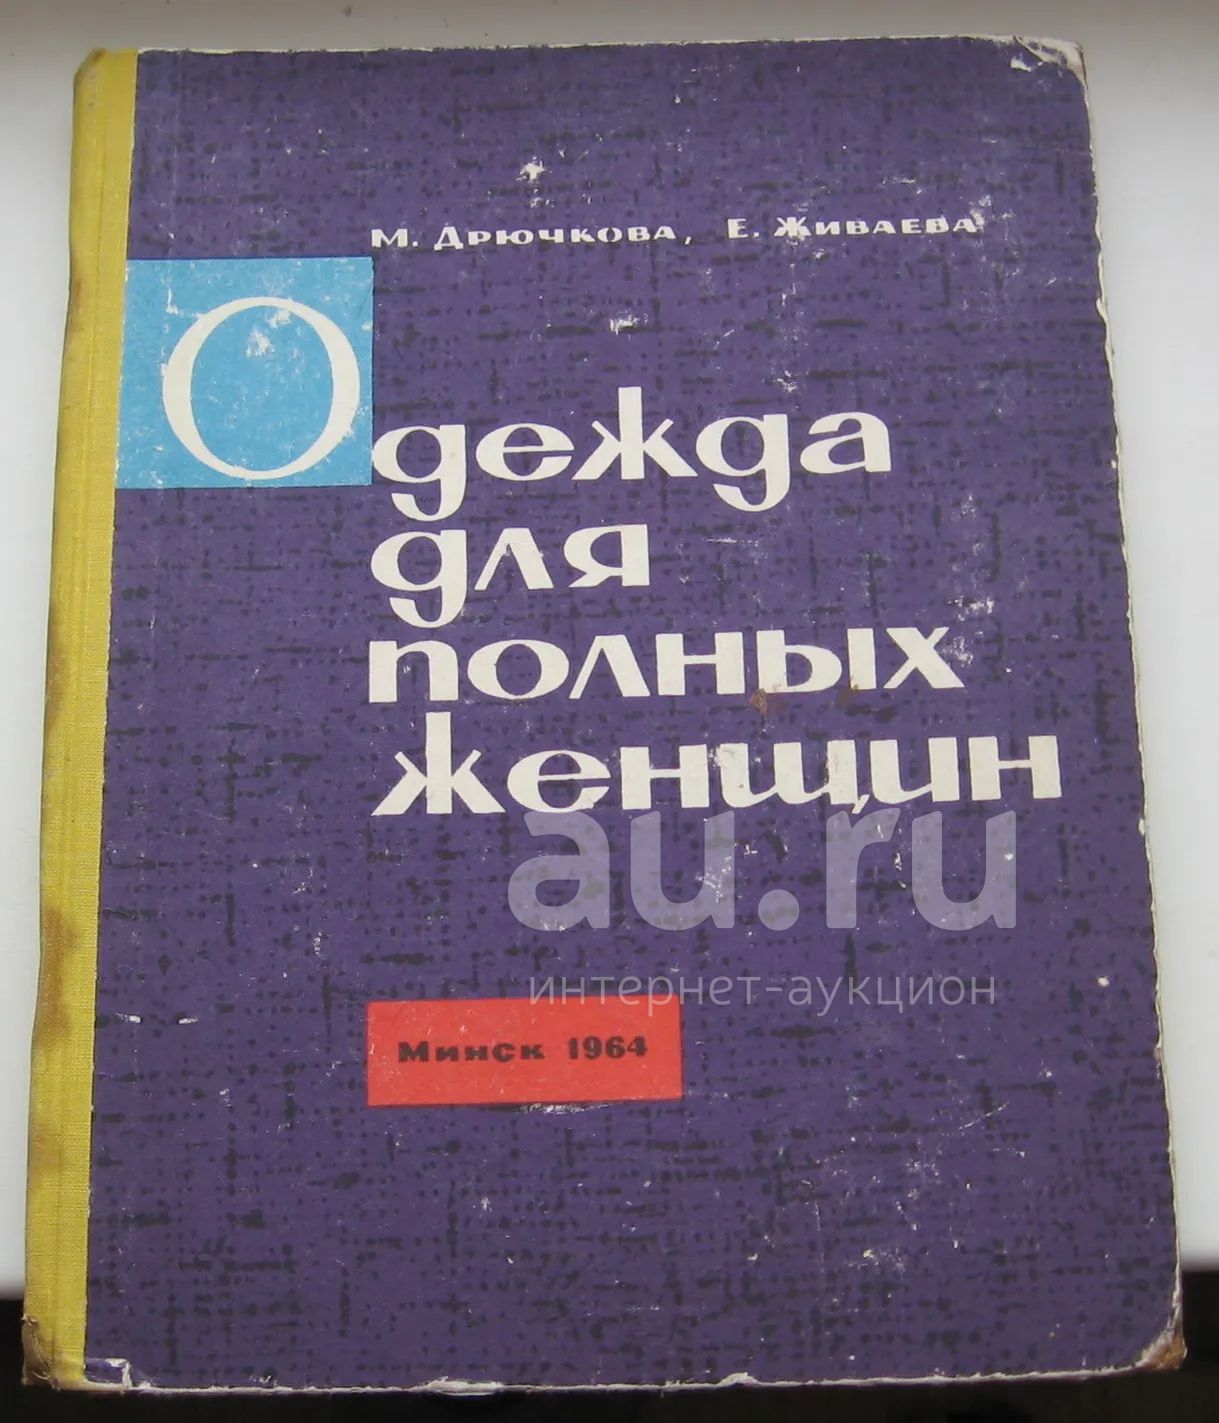 М. Дрючкова, Е. Живаева
Одежда
для
полных
женщин
au.ru
интернет-аукцион
Минск 1964